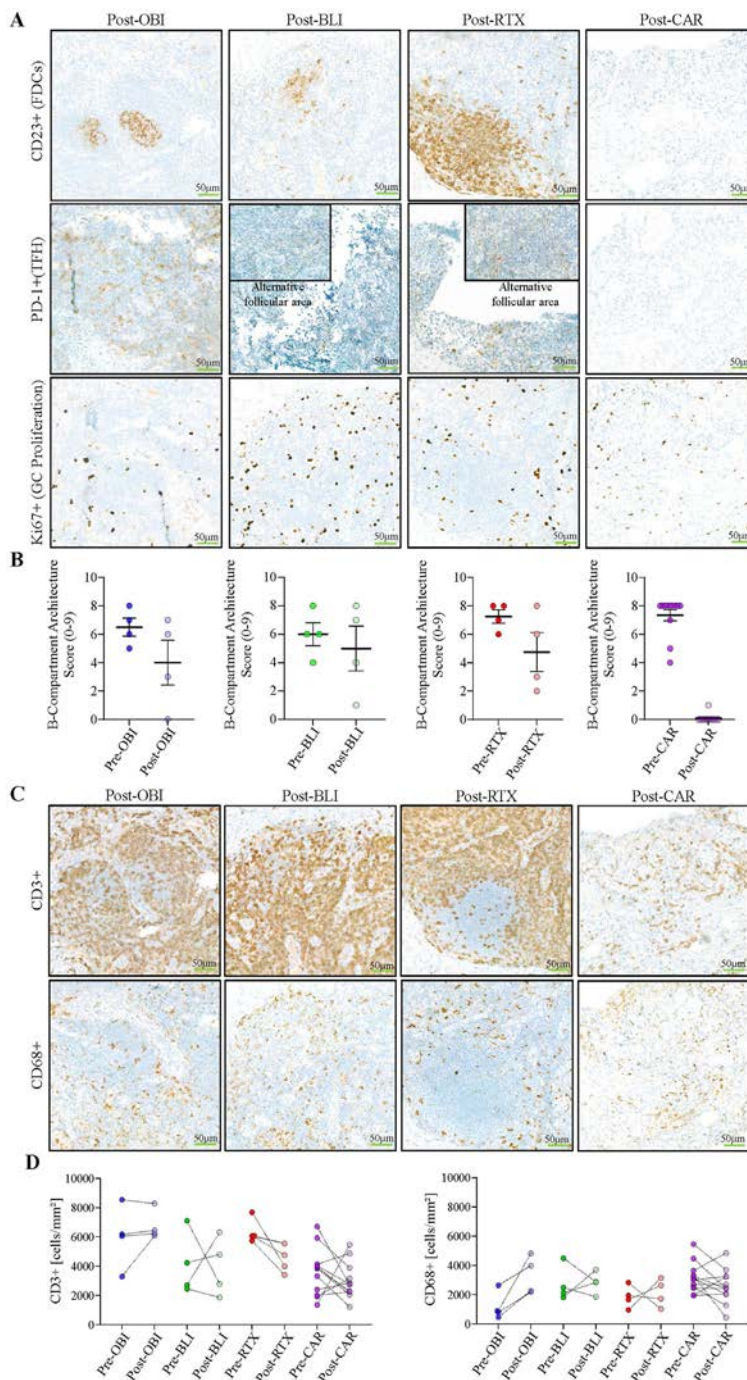 A
Post-OBI Post-BLI Post-RTX Post-CAR
CD23+ (FDCs)
50μm 50μm 50μm 50μm
PD-1+(TFH)
Alternative
follicular area
Alternative
follicular area
50μm 50μm 50μm 50μm
Ki67+ (GC Proliferation)
50μm 50μm 50μm 50μm
B
B-Compartment Architecture
Score (0-9)
10
8
6
4
2
0
Pre-OBI Post-OBI
B-Compartment Architecture
Score (0-9)
10
8
6
4
2
0
Pre-BLI Post-BLI
B-Compartment Architecture
Score (0-9)
10
8
6
4
2
0
Pre-RTX Post-RTX
B-Compartment Architecture
Score (0-9)
10
8
6
4
2
0
Pre-CAR Post-CAR
C
Post-OBI Post-BLI Post-RTX Post-CAR
CD3+
50μm 50μm 50μm 50μm
CD68+
50μm 50μm 50μm 50μm
D
CD3+ [cells/mm²]
10000
8000
6000
4000
2000
0
Pre-OBI Post-OBI Pre-BLI Post-BLI Pre-RTX Post-RTX Pre-CAR Post-CAR
CD68+ [cells/mm²]
10000
8000
6000
4000
2000
0
Pre-OBI Post-OBI Pre-BLI Post-BLI Pre-RTX Post-RTX Pre-CAR Post-CAR